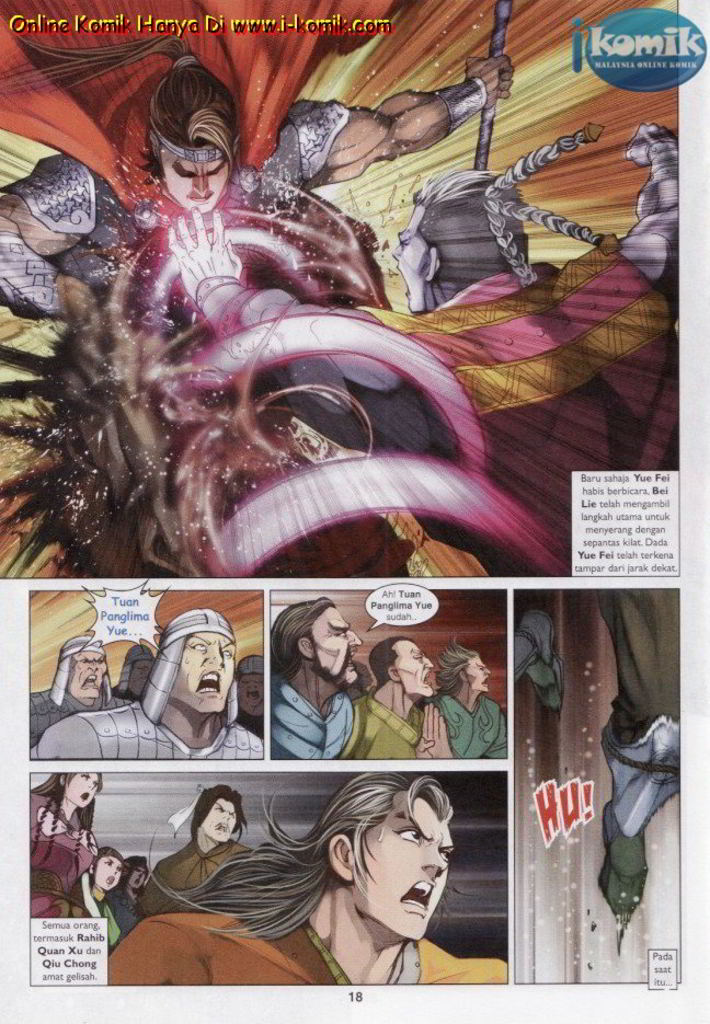 Online Komik Hanya Di www.i-komik.com
ikomik
MALAYSIA ONLINE KOMIK
Baru sahaja Yue Fei
habis berbicara, Bei
Lie telah mengambil
langkah utama untuk
menyerang dengan
sepantas kilat. Dada
Yue Fei telah terkena
tampar dari jarak dekat.
Tuan
Panglima
Yue...
Ah! Tuan
Panglima Yue
sudah..
HU!
Semua orang,
termasuk Rahib
Quan Xu dan
Qiu Chong
amat gelisah.
Pada
saat
itu...
18